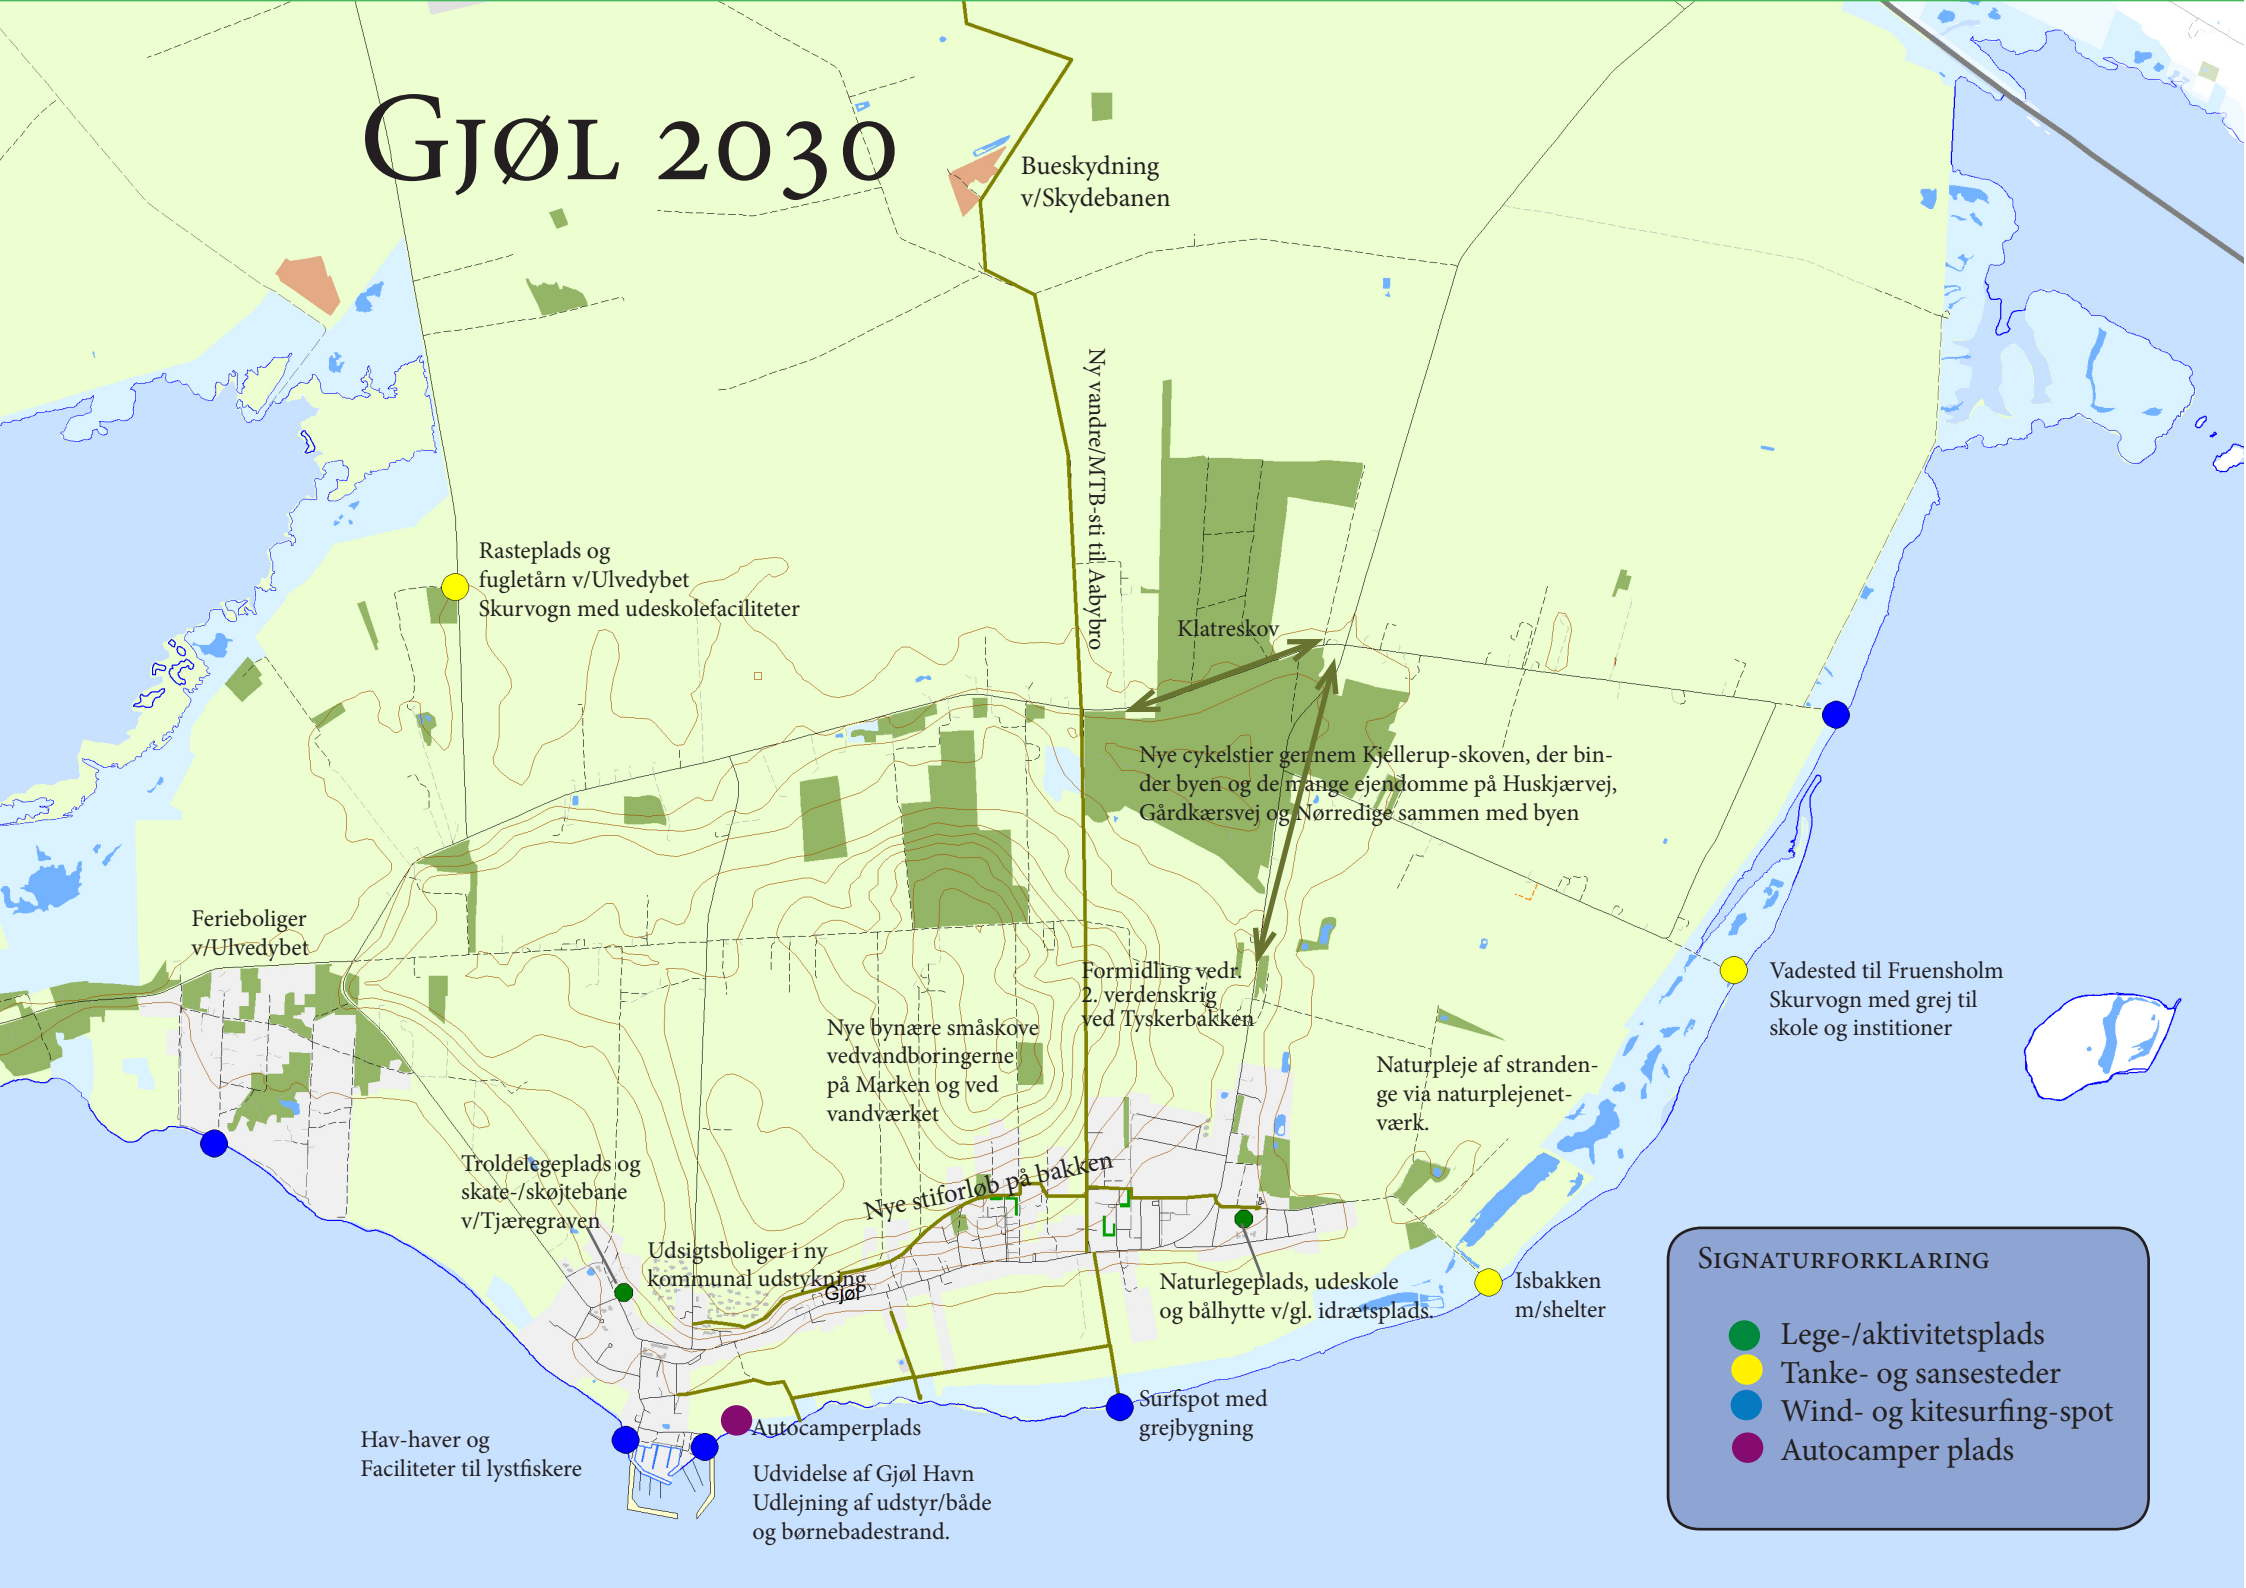 Gjøl 2030
Bueskydning
v/Skydebanen
Ny vandre/MTB-sti til Aabybro
Rasteplads og
fugletårn v/Ulvedybet
Skurvogn med udeskolefaciliteter
Klatreskov
Nye cykelstier gennem Kjellerup-skoven, der bin-
der byen og de mange ejendomme på Huskjærvej,
Gårdkærsvej og Nørredige sammen med byen
Ferieboliger
v/Ulvedybet
Formidling vedr.
2. verdenskrig
ved Tyskerbakken
Vadested til Fruensholm
Skurvogn med grej til
skole og institioner
Nye bynære småskove
vedvandboringerne
på Marken og ved
vandværket
Naturpleje af stranden-
ge via naturplejenet-
værk.
Troldelegeplads og
skate-/skøjtebane
v/Tjæregraven
Nye stiforløb på bakken
Udsigtsboliger i ny
kommunal udstykning
Gjøl
Naturlegeplads, udeskole
og bålhytte v/gl. idrætsplads.
Isbakken
m/shelter
Surfspot med
grejbygning
Autocamperplads
Hav-haver og
Faciliteter til lystfiskere
Udvidelse af Gjøl Havn
Udlejning af udstyr/både
og børnebadestrand.
Signaturforklaring
Lege-/aktivitetsplads
Tanke- og sansesteder
Wind- og kitesurfing-spot
Autocamper plads